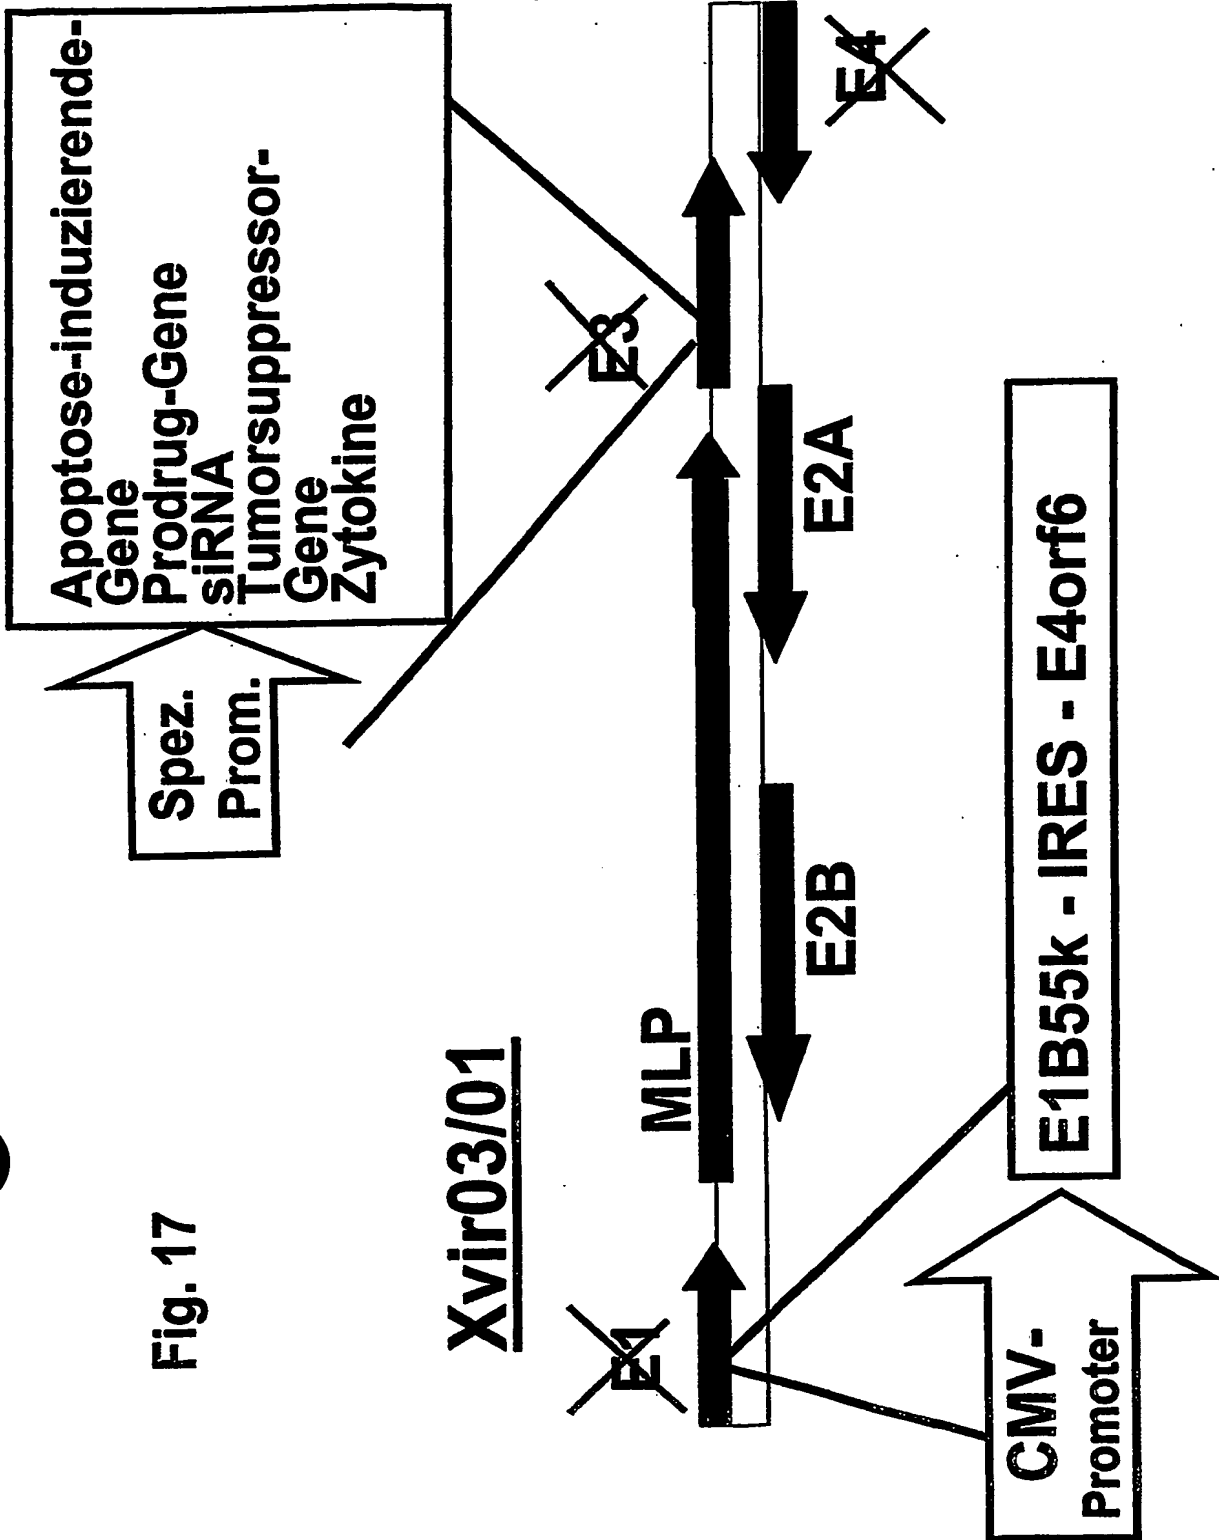 Fig. 17
Xvir03/01
Spez.
Prom.
Apoptose-induzierende-
Gene
Prodrug-Gene
siRNA
Tumorsuppressor-
Gene
Zytokine
E1
MLP
E3
E4
E2B
E2A
CMV-
Promoter
E1B55k - IRES - E4orf6